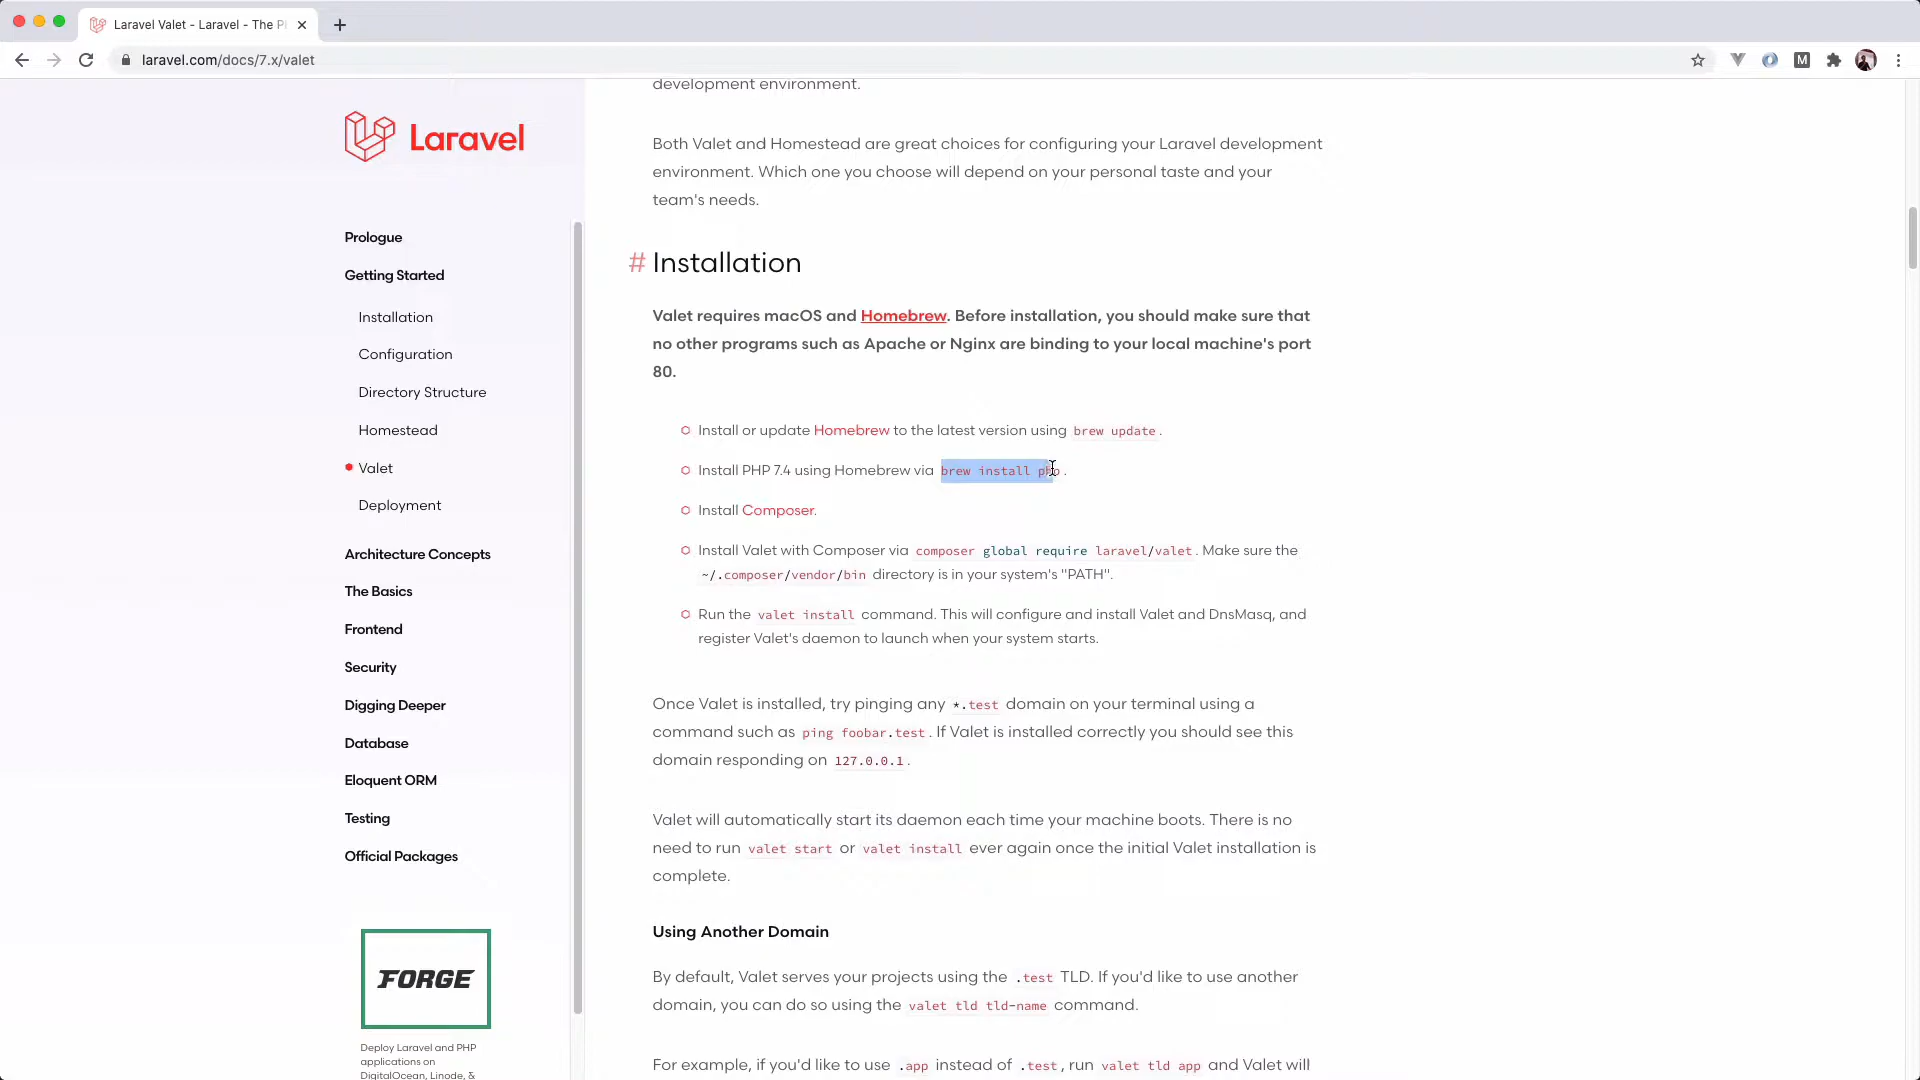 Laravel Valet - Laravel - The P
laravel.com/docs/7.x/valet
M
Laravel
Prologue
Getting Started
Installation
Configuration
Directory Structure
Homestead
Valet
Deployment
Architecture Concepts
The Basics
Frontend
Security
Digging Deeper
Database
Eloquent ORM
Testing
Official Packages
FORGE
Deploy Laravel and PHP
applications on
DigitalOcean, Linode, &
development environment.
Both Valet and Homestead are great choices for configuring your Laravel development
environment. Which one you choose will depend on your personal taste and your
team's needs.
# Installation
Valet requires macOS and Homebrew. Before installation, you should make sure that
no other programs such as Apache or Nginx are binding to your local machine's port
80.
Install or update Homebrew to the latest version using brew update.
Install PHP 7.4 using Homebrew via brew install php.
Install Composer.
Install Valet with Composer via composer global require laravel/valet. Make sure the
~/.composer/vendor/bin directory is in your system's "PATH".
Run the valet install command. This will configure and install Valet and DnsMasq, and
register Valet's daemon to launch when your system starts.
Once Valet is installed, try pinging any *.test domain on your terminal using a
command such as ping foobar.test. If Valet is installed correctly you should see this
domain responding on 127.0.0.1.
Valet will automatically start its daemon each time your machine boots. There is no
need to run valet start or valet install ever again once the initial Valet installation is
complete.
Using Another Domain
By default, Valet serves your projects using the .test TLD. If you'd like to use another
domain, you can do so using the valet tld tld-name command.
For example, if you'd like to use .app instead of .test, run valet tld app and Valet will